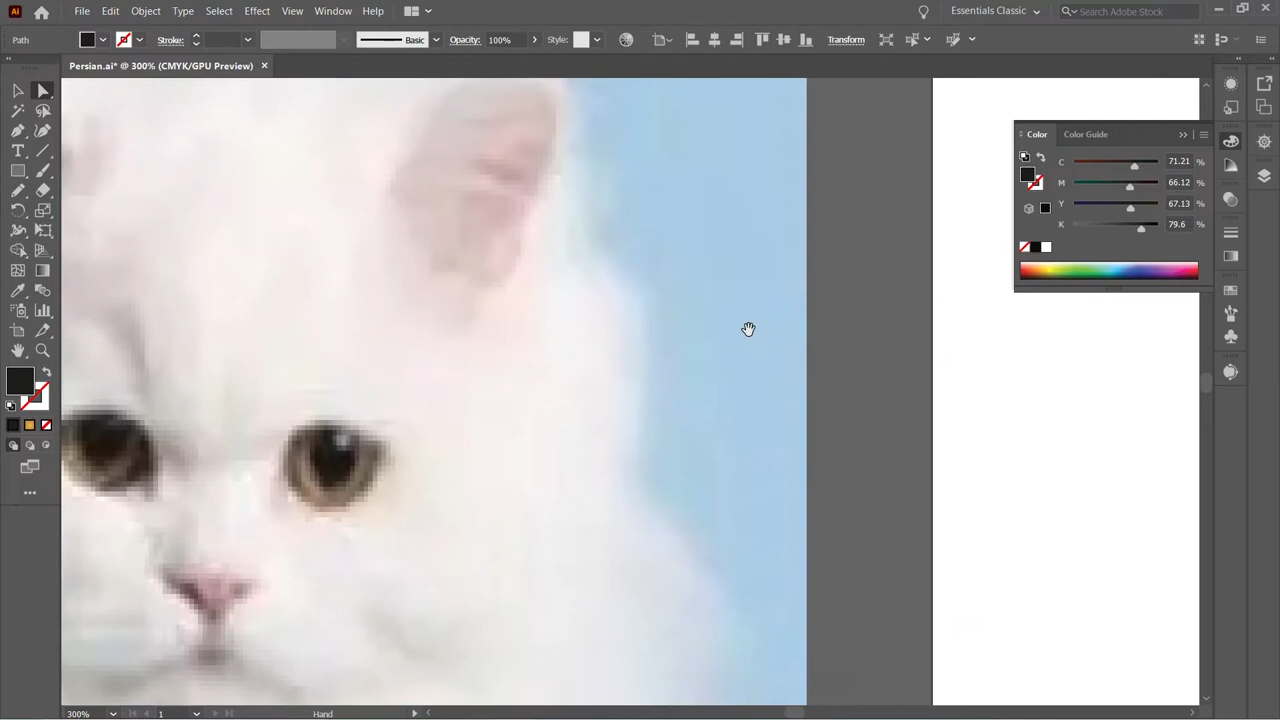 Ai File Edit Object Type Select Effect View Window Help Essentials Classic Search Adobe Stock
Path Stroke: Basic Opacity: 100% Style: Transform
Persian.ai* @ 300% (CMYK/GPU Preview)
Color Color Guide
C 71.21 %
M 66.12 %
Y 67.13 %
K 79.6 %
300% 1 Hand